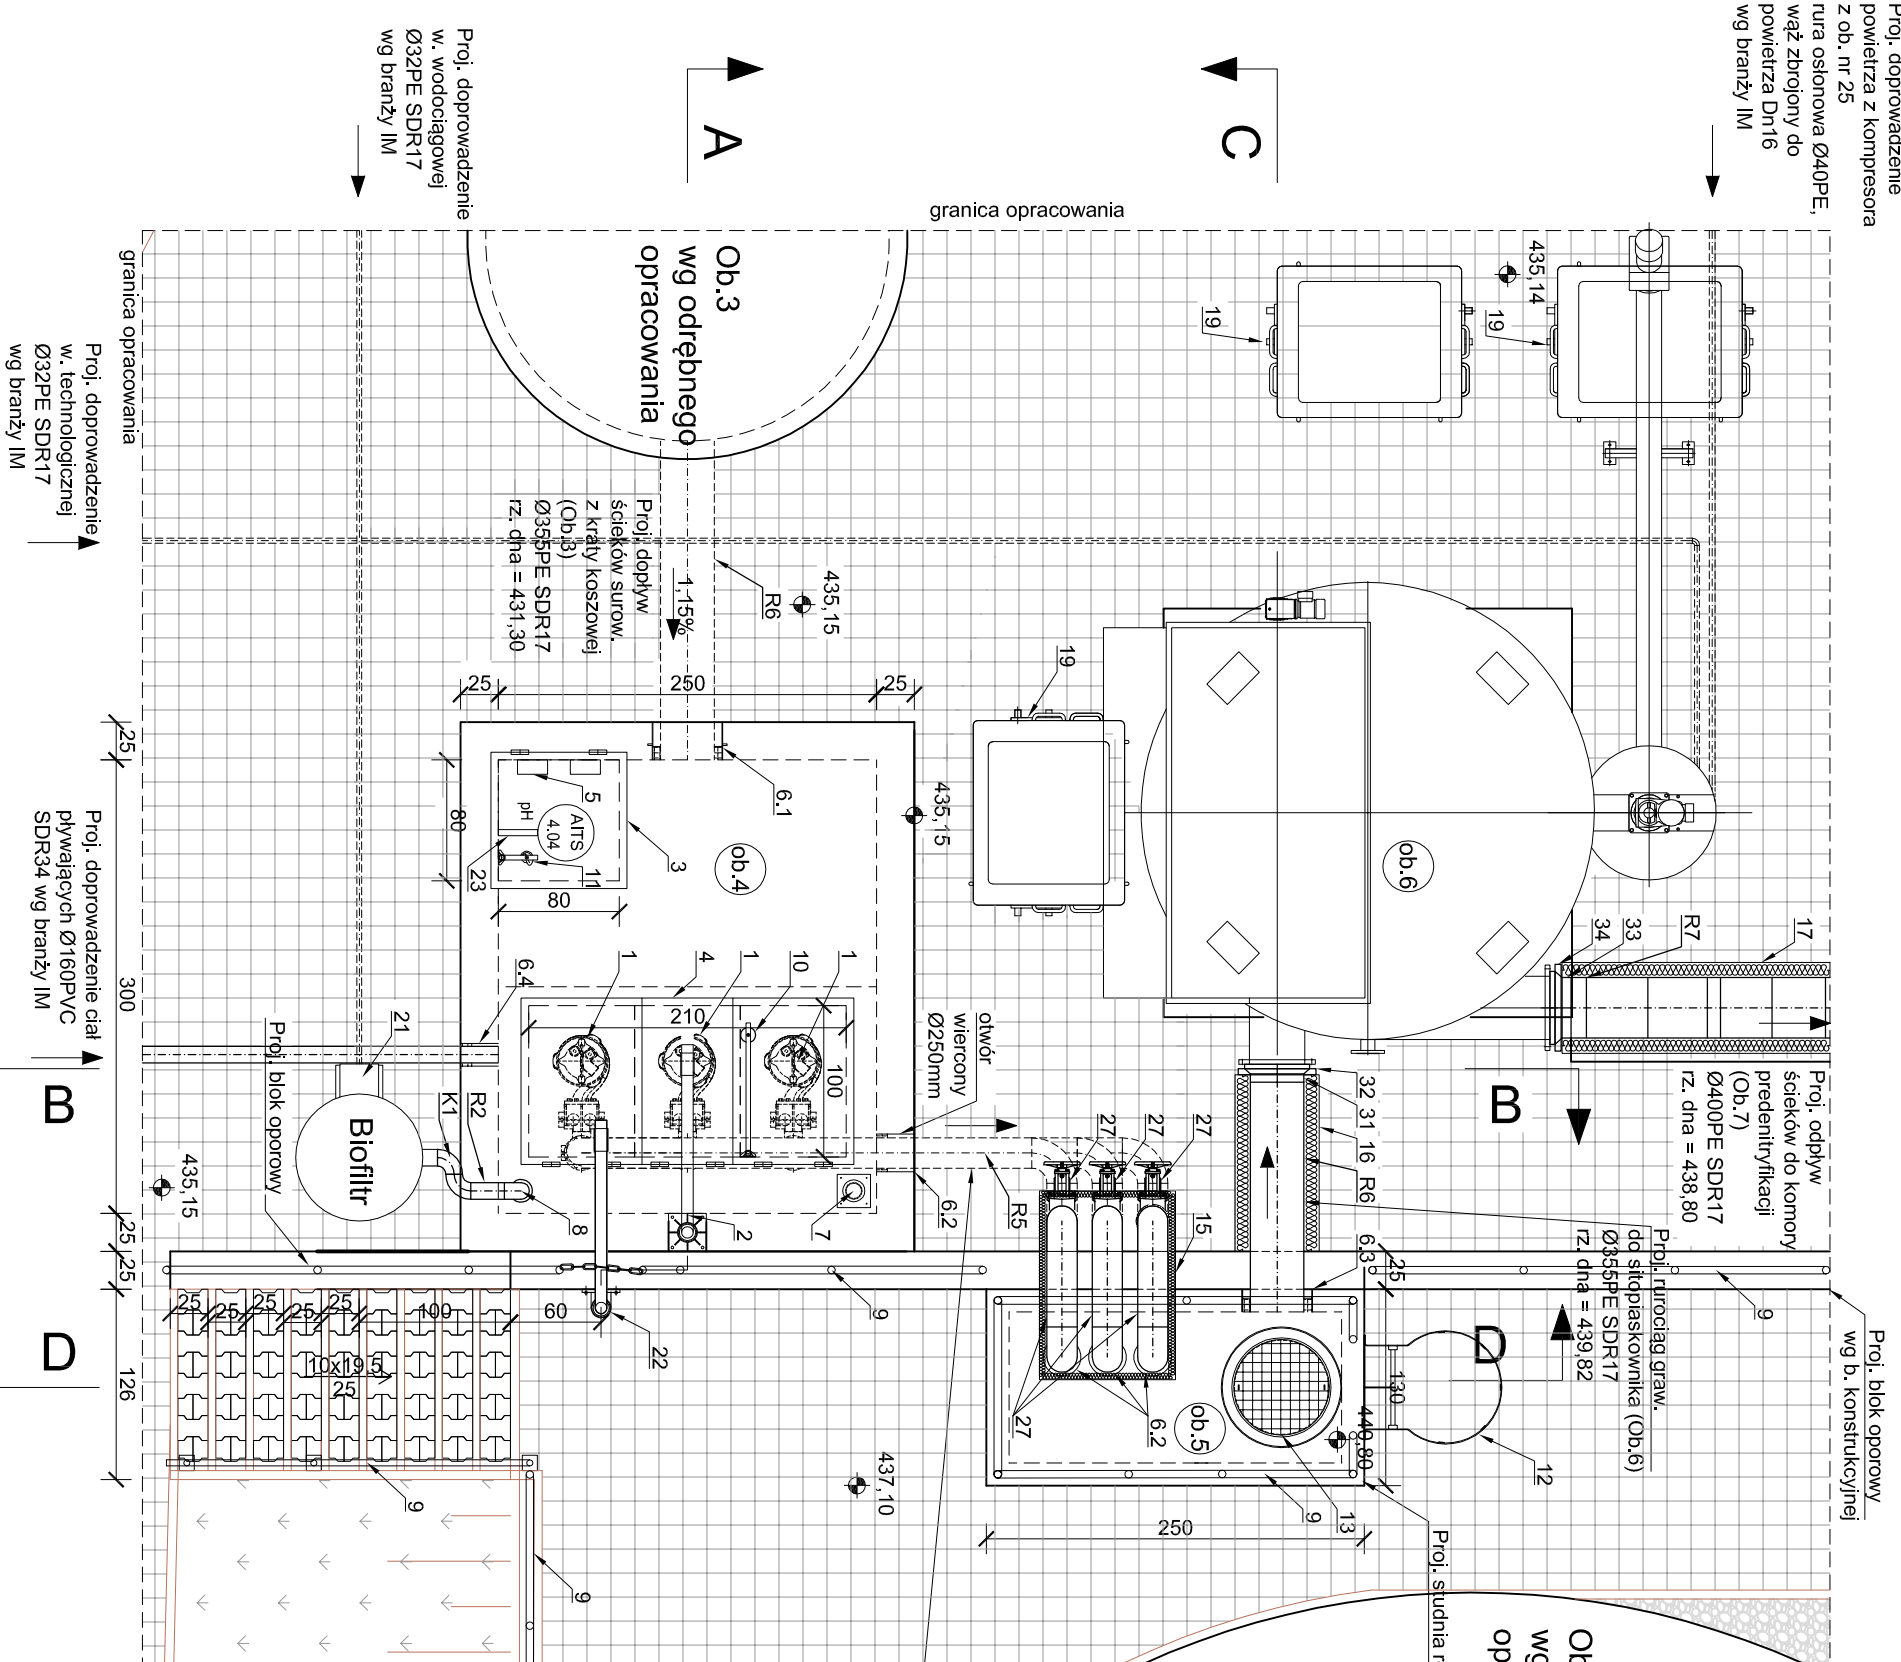 Proj. doprowadzenie
powietrza z kompresora
z ob. nr 25
rura osłonowa Ø40PE,
wąż zbrojony do
powietrza Dn16
wg branży IM
Proj. doprowadzenie
w. wodociągowej
Ø32PE SDR17
wg branży IM
A
C
granica opracowania
granica opracowania
Ob.3
wg odrębnego
opracowania
435,14
19
19
Proj. doprowadzenie
w. technologicznej
Ø32PE SDR17
wg branży IM
Proj. dopływ
ścieków surow.
z kraty koszowej
(Ob.3)
Ø355PE SDR17
rz. dna = 431,30
1,15%
R6
435,15
19
25
250
25
25
80
5
pH
AITS
4.04
11
23
3
80
6.1
ob.4
435,15
ob.6
17
R7
33
34
Proj. doprowadzenie ciał
pływających Ø160PVC
SDR34 wg branży IM
300
6.4
1
4
1
10
1
210
100
otwór
wiercony
Ø250mm
21
Proj. blok oporowy
R2
K1
Biofiltr
8
435,15
B
B
Proj. odpływ
ścieków do komory
predenitryfikacji
(Ob.7)
Ø400PE SDR17
rz. dna = 438,80
32
31
16
R6
27
27
27
15
R5
6.2
7
2
Proj. rurociąg graw.
do sitopiaskownika (Ob.6)
Ø355PE SDR17
rz. dna = 439,82
6.3
25
25
25
9
9
Proj. blok oporowy
wg b. konstrukcyjnej
D
D
25
25
25
25
25
100
60
22
126
10x19,5
25
130
440,80
12
ob.5
6.2
27
13
9
437,10
250
9
9
Proj. studnia
Ob
wg
op